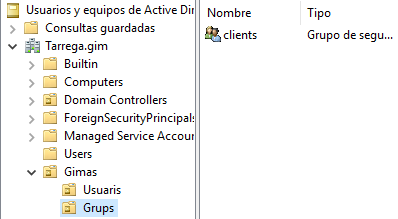 Usuarios y equipos de Active Dir
Consultas guardadas
Tarrega.gim
Builtin
Computers
Domain Controllers
ForeignSecurityPrincipals
Managed Service Accoun
Users
Gimas
Usuaris
Grups
Nombre Tipo
clients Grupo de segu...